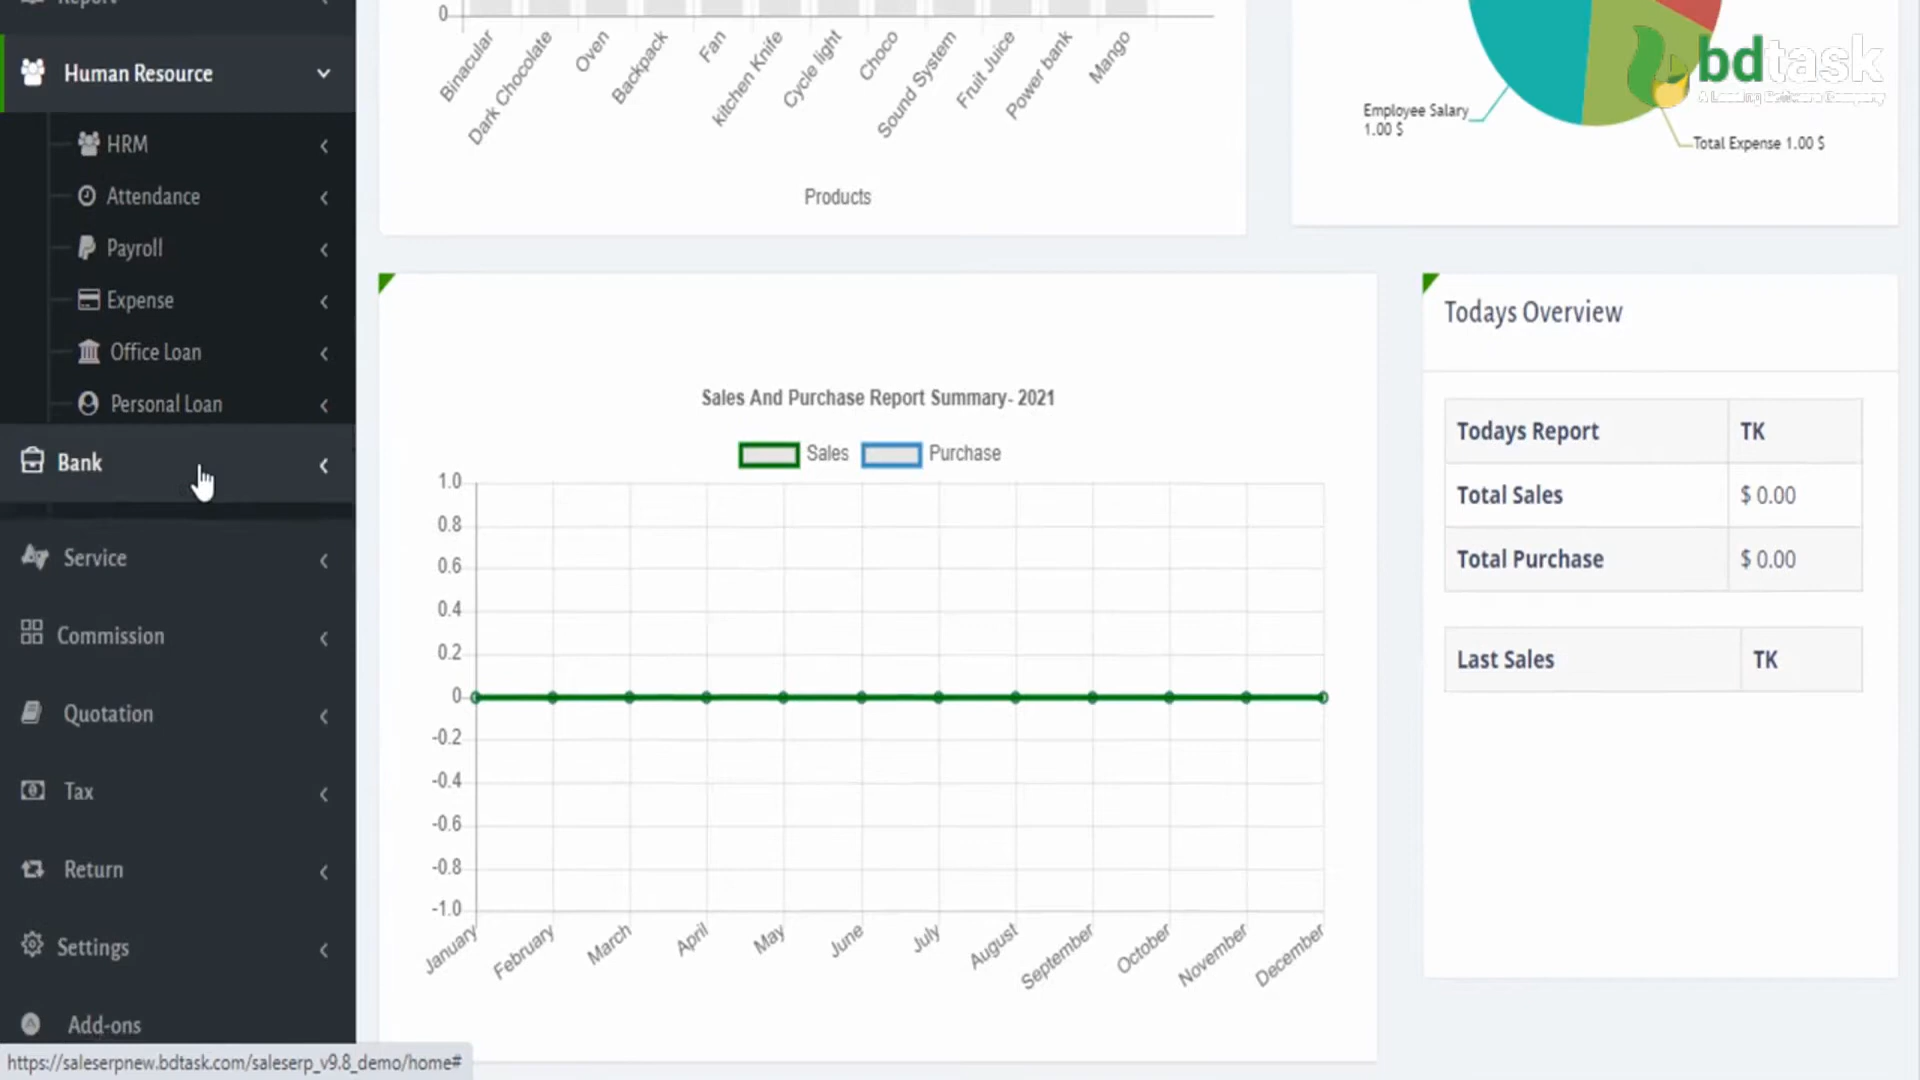 Report
Human Resource
HRM
Attendance
Payroll
Expense
Office Loan
Personal Loan
Bank
Service
Commission
Quotation
Tax
Return
Settings
Add-ons
https://saleserpnew.bdtask.com/saleserp_v9.8_demo/home#
0
Binacular
Dark Chocolate
Oven
Backpack
Fan
kitchen Knife
Cycle light
Choco
Sound System
Fruit Juice
Power bank
Mango
Products
bdtask
A Leading Software Company
Employee Salary
1.00 $
Total Expense 1.00 $
Sales And Purchase Report Summary- 2021
Sales Purchase
1.0
0.8
0.6
0.4
0.2
0
-0.2
-0.4
-0.6
-0.8
-1.0
January
February
March
April
May
June
July
August
September
October
November
December
Todays Overview
Todays Report TK
Total Sales $ 0.00
Total Purchase $ 0.00
Last Sales TK